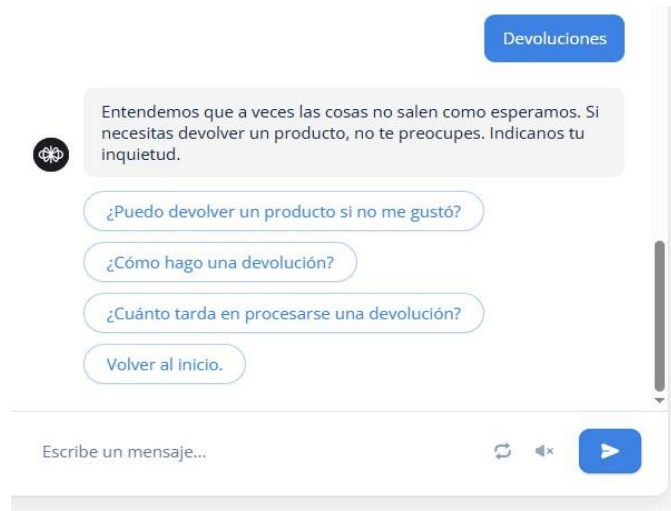 Devoluciones
Entendemos que a veces las cosas no salen como esperamos. Si
necesitas devolver un producto, no te preocupes. Indicanos tu
inquietud.
¿Puedo devolver un producto si no me gustó?
¿Cómo hago una devolución?
¿Cuánto tarda en procesarse una devolución?
Volver al inicio.
Escribe un mensaje...